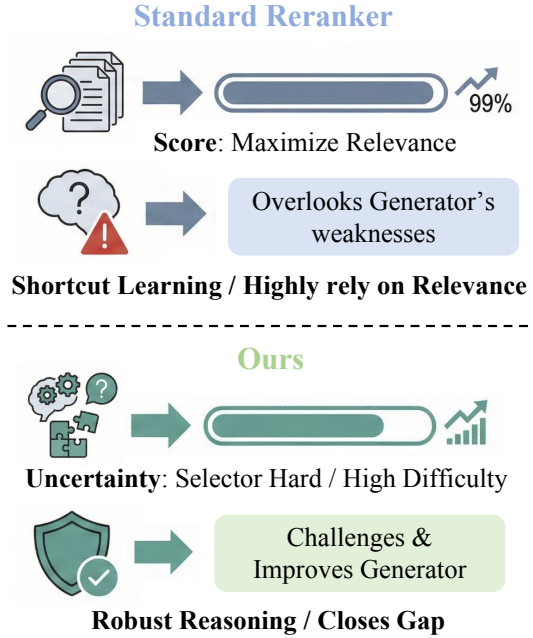 Standard Reranker
99%
Score: Maximize Relevance
?
Overlooks Generator's
weaknesses
!
Shortcut Learning / Highly rely on Relevance
Ours
?
Uncertainty: Selector Hard / High Difficulty
Challenges &
Improves Generator
Robust Reasoning / Closes Gap